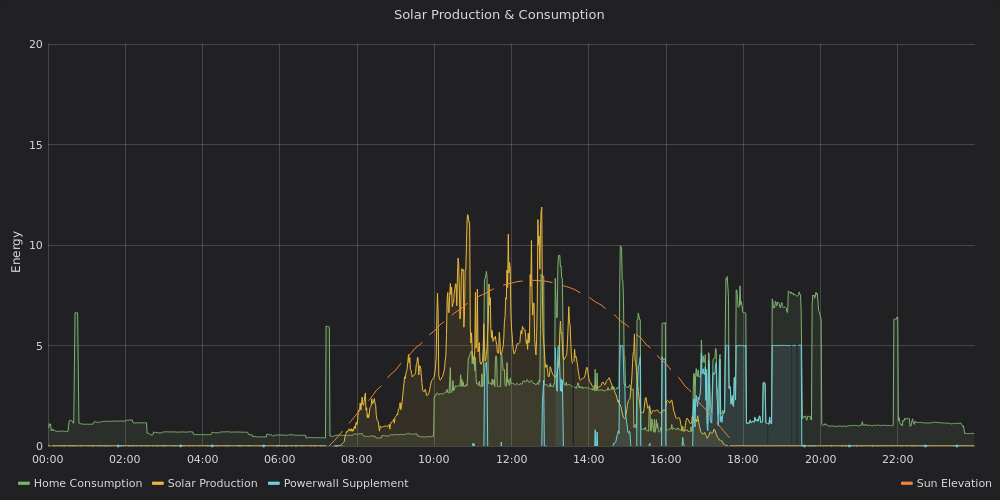 Solar Production & Consumption
20
15
10
5
0
Energy
00:00 02:00 04:00 06:00 08:00 10:00 12:00 14:00 16:00 18:00 20:00 22:00
Home Consumption Solar Production Powerwall Supplement Sun Elevation